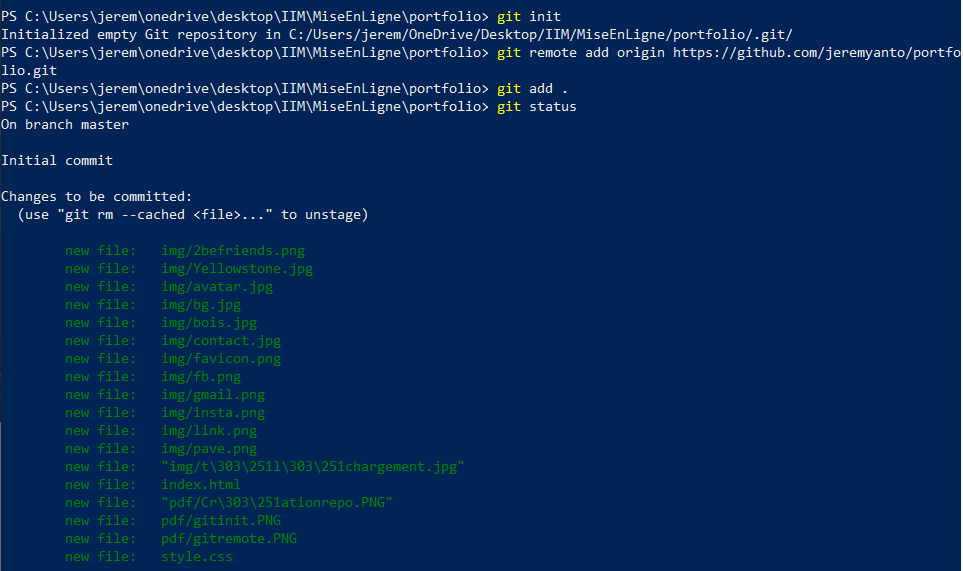 PS C:\Users\jerem\onedrive\desktop\IIM\MiseEnLigne\portfolio> git init
Initialized empty Git repository in C:/Users/jerem/OneDrive/Desktop/IIM/MiseEnLigne/portfolio/.git/
PS C:\Users\jerem\onedrive\desktop\IIM\MiseEnLigne\portfolio> git remote add origin https://github.com/jeremyanto/portfo
lio.git
PS C:\Users\jerem\onedrive\desktop\IIM\MiseEnLigne\portfolio> git add .
PS C:\Users\jerem\onedrive\desktop\IIM\MiseEnLigne\portfolio> git status
On branch master
Initial commit
Changes to be committed:
  (use "git rm --cached <file>..." to unstage)
        new file:   img/2befriends.png
        new file:   img/Yellowstone.jpg
        new file:   img/avatar.jpg
        new file:   img/bg.jpg
        new file:   img/bois.jpg
        new file:   img/contact.jpg
        new file:   img/favicon.png
        new file:   img/fb.png
        new file:   img/gmail.png
        new file:   img/insta.png
        new file:   img/link.png
        new file:   img/pave.png
        new file:   "img/t\303\251l\303\251chargement.jpg"
        new file:   index.html
        new file:   "pdf/Cr\303\251ationrepo.PNG"
        new file:   pdf/gitinit.PNG
        new file:   pdf/gitremote.PNG
        new file:   style.css